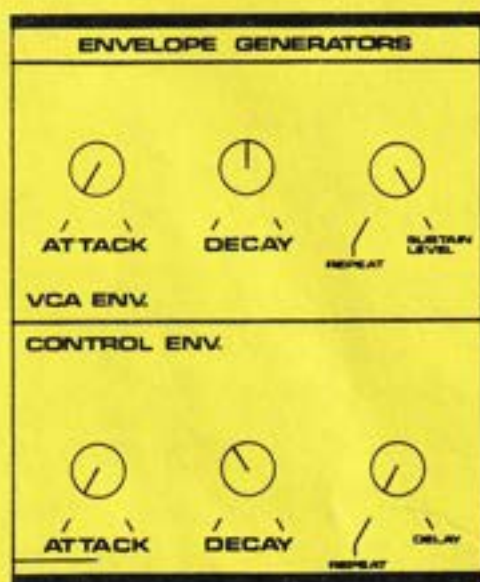 ENVELOPE GENERATORS
ATTACK
DECAY
REPEAT
SUSTAIN
LEVEL
VCA ENV.
CONTROL ENV.
ATTACK
DECAY
REPEAT
DELAY